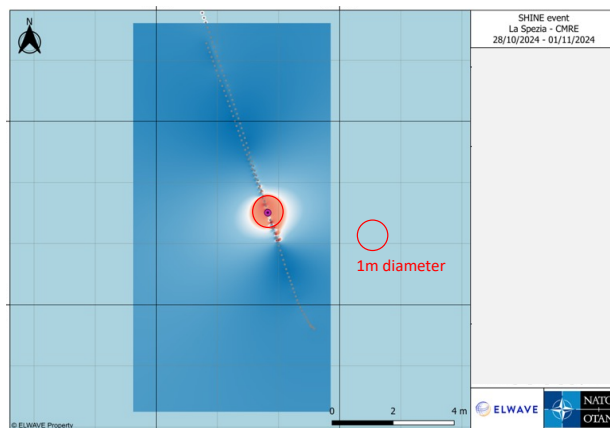 N
SHINE event
La Spezia - CMRE
28/10/2024 - 01/11/2024
1m diameter
0 2 4 m
© ELWAVE Property
ELWAVE
NATO
OTAN